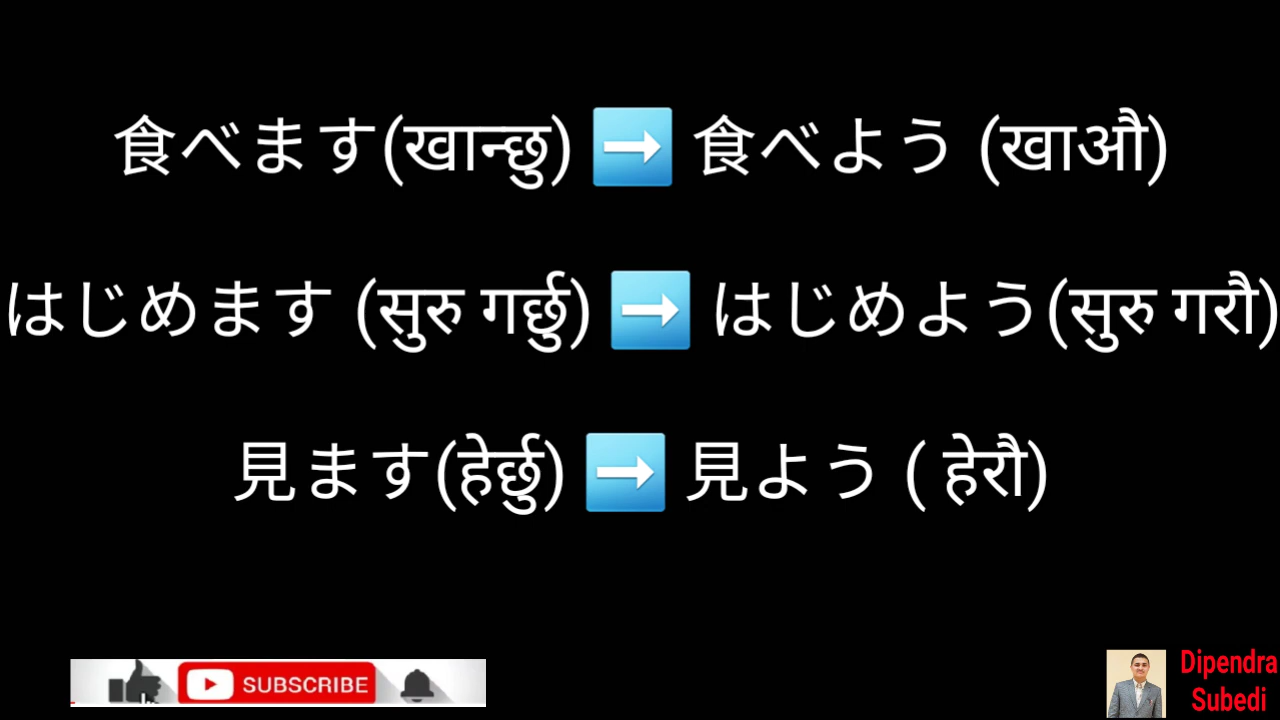 食べます(खान्छु) ➡ 食べよう (खाऔ)
はじめます (सुरु गर्छु) ➡ はじめよう(सुरु गरौ)
見ます(हेर्छु) ➡ 見よう ( हेरौ)
SUBSCRIBE
Dipendra
Subedi